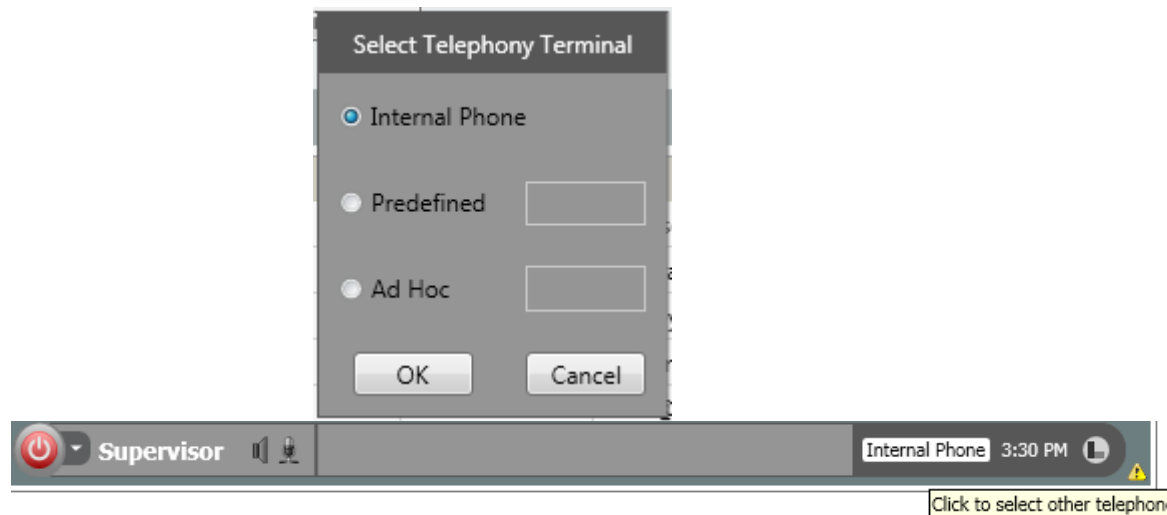 Select Telephony Terminal
Internal Phone
Predefined
Ad Hoc
OK Cancel
Supervisor Internal Phone 3:30 PM
Click to select other